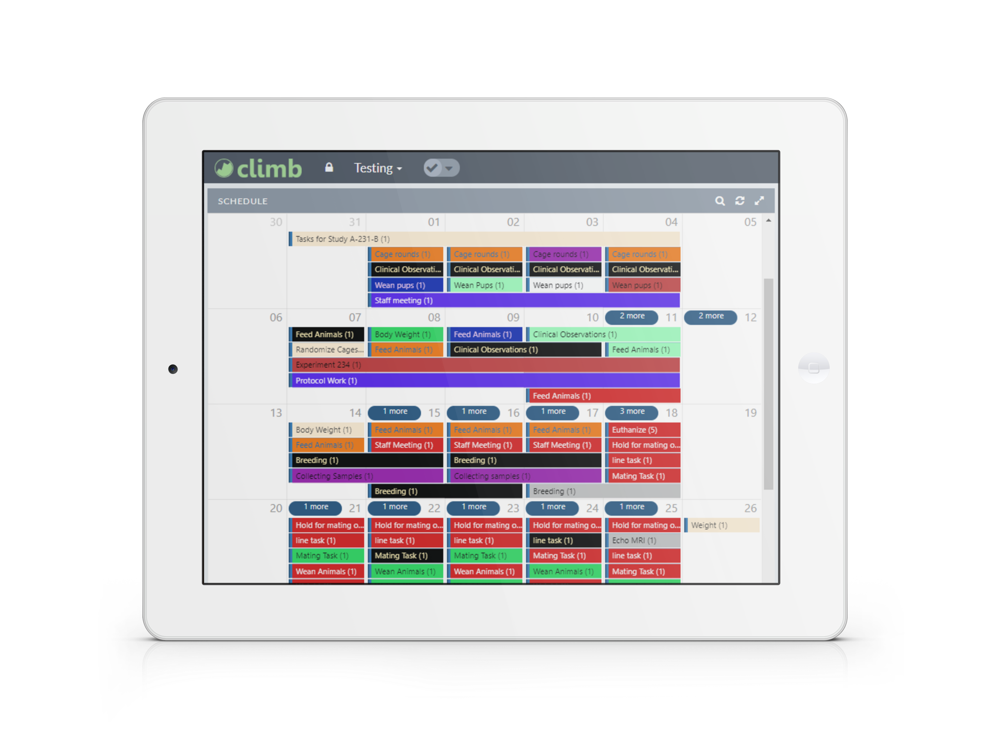 climb Testing
SCHEDULE
30 31 01 02 03 04 05
Tasks for Study A-231-B (1)
Cage rounds (1) Cage rounds (1) Cage rounds (1) Cage rounds (1)
Clinical Observati... Clinical Observati... Clinical Observati... Clinical Observati...
Wean pups (1) Wean Pups (1) Wean pups (1) Wean pups (1)
Staff meeting (1)
06 07 08 09 10 2 more 11 2 more 12
Feed Animals (1) Body Weight (1) Feed Animals (1) Clinical Observations (1)
Randomize Cages... Feed Animals (1) Clinical Observations (1) Feed Animals (1)
Experiment 234 (1)
Protocol Work (1)
Feed Animals (1)
13 14 1 more 15 1 more 16 1 more 17 3 more 18 19
Body Weight (1) Feed Animals (1) Feed Animals (1) Feed Animals (1) Euthanize (5)
Feed Animals (1) Staff Meeting (1) Staff Meeting (1) Staff Meeting (1) Hold for mating o...
Breeding (1) Breeding (1) line task (1)
Collecting Samples (1) Collecting samples (1) Mating Task (1)
Breeding (1) Breeding (1)
20 1 more 21 1 more 22 1 more 23 1 more 24 1 more 25 26
Hold for mating o... Hold for mating o... Hold for mating o... Hold for mating o... Hold for mating o... Weight (1)
line task (1) line task (1) line task (1) line task (1) Echo MRI (1)
Mating Task (1) Mating Task (1) Mating Task (1) Mating Task (1) line task (1)
Wean Animals (1) Wean Animals (1) Wean Animals (1) Wean Animals (1) Mating Task (1)